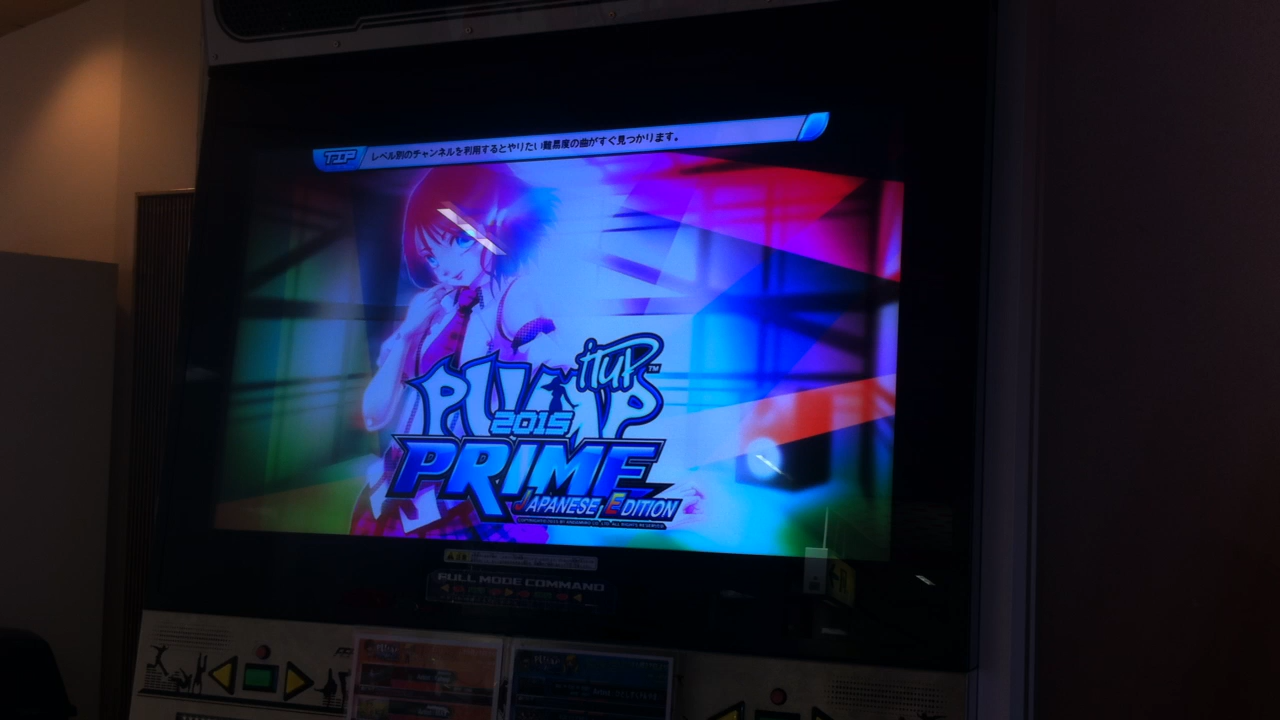 TIP
レベル別のチャンネルを利用するとやりたい難易度の曲がすぐ見つかります。
PUMP it UP™
2015
PRIME
JAPANESE EDITION
FULL MODE COMMAND